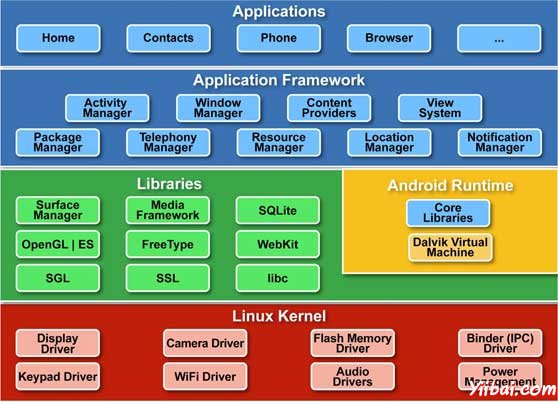 Applications
Home
Contacts
Phone
Browser
...
Application Framework
Activity
Manager
Window
Manager
Content
Providers
View
System
Package
Manager
Telephony
Manager
Resource
Manager
Location
Manager
Notification
Manager
Libraries
Surface
Manager
Media
Framework
SQLite
OpenGL | ES
FreeType
WebKit
SGL
SSL
libc
Android Runtime
Core
Libraries
Dalvik Virtual
Machine
Linux Kernel
Display
Driver
Camera Driver
Flash Memory
Driver
Binder (IPC)
Driver
Keypad Driver
WiFi Driver
Audio
Drivers
Power
Management
Yiibai.com